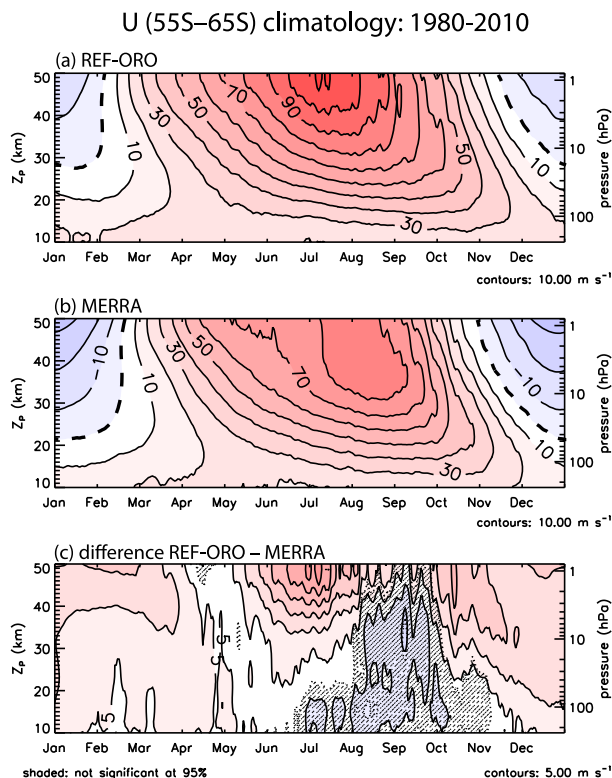 U (55S–65S) climatology: 1980-2010
(a) REF-ORO
50
40
30
20
10
Z_P (km)
10
30
50
70
90
50
30
10
1
10
100
pressure (hPa)
Jan Feb Mar Apr May Jun Jul Aug Sep Oct Nov Dec
contours: 10.00 m s⁻¹
(b) MERRA
50
40
30
20
10
Z_P (km)
-10
10
30
50
70
30
10
-10
1
10
100
pressure (hPa)
Jan Feb Mar Apr May Jun Jul Aug Sep Oct Nov Dec
contours: 10.00 m s⁻¹
(c) difference REF-ORO – MERRA
50
40
30
20
10
Z_P (km)
5
5
1
10
100
pressure (hPa)
Jan Feb Mar Apr May Jun Jul Aug Sep Oct Nov Dec
shaded: not significant at 95%
contours: 5.00 m s⁻¹